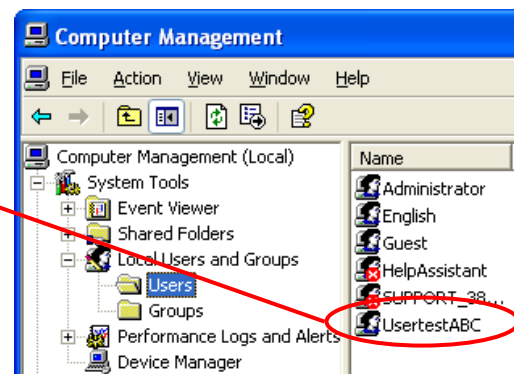 Computer Management
File Action View Window Help
Computer Management (Local)
System Tools
Event Viewer
Shared Folders
Local Users and Groups
Users
Groups
Performance Logs and Alerts
Device Manager
Name
Administrator
English
Guest
HelpAssistant
SUPPORT_38...
UsertestABC